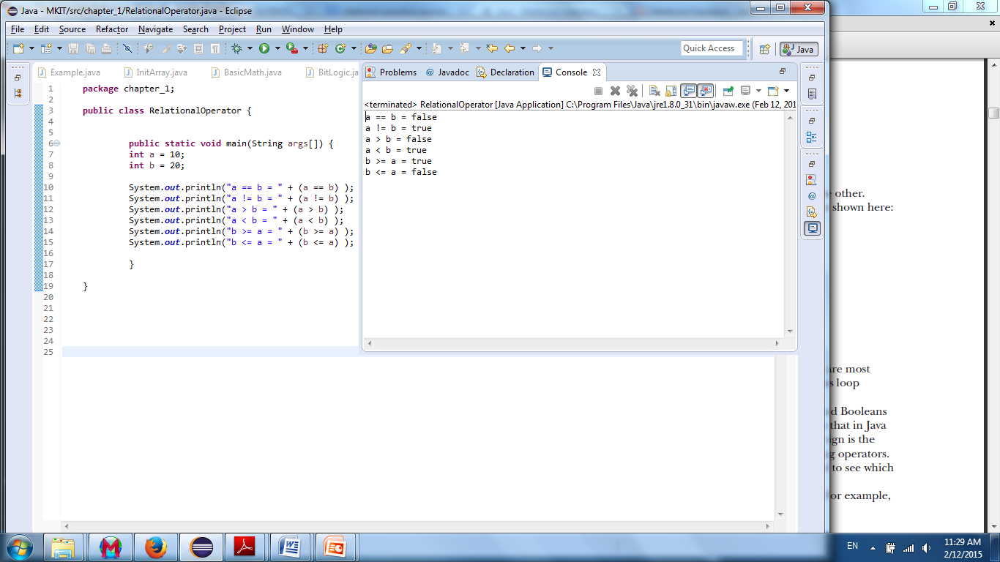 Java - MKIT/src/chapter_1/RelationalOperator.java - Eclipse
File Edit Source Refactor Navigate Search Project Run Window Help
Quick Access
Java
Example.java InitArray.java BasicMath.java BitLogic.ja
Problems @ Javadoc Declaration Console
<terminated> RelationalOperator [Java Application] C:\Program Files\Java\jre1.8.0_31\bin\javaw.exe (Feb 12, 201
a == b = false
a != b = true
a > b = false
a < b = true
b >= a = true
b <= a = false
1 package chapter_1;
2
3 public class RelationalOperator {
4
5
6 public static void main(String args[]) {
7 int a = 10;
8 int b = 20;
9
10 System.out.println("a == b = " + (a == b) );
11 System.out.println("a != b = " + (a != b) );
12 System.out.println("a > b = " + (a > b) );
13 System.out.println("a < b = " + (a < b) );
14 System.out.println("b >= a = " + (b >= a) );
15 System.out.println("b <= a = " + (b <= a) );
16
17 }
18
19 }
20
21
22
23
24
25
other.
shown here:
are most
s loop
d Booleans
that in Java
ign is the
g operators.
to see which
or example,
EN
11:29 AM
2/12/2015